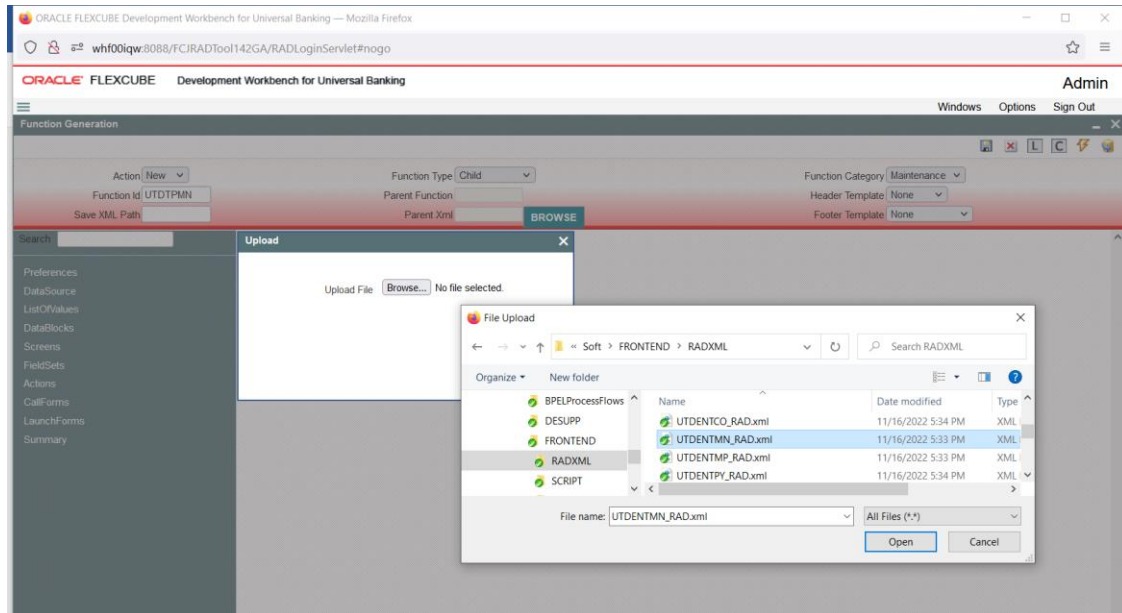 ORACLE FLEXCUBE Development Workbench for Universal Banking — Mozilla Firefox
whf00iqw:8088/FCJRADTool142GA/RADLoginServlet#nogo
ORACLE FLEXCUBE Development Workbench for Universal Banking Admin
Windows Options Sign Out
Function Generation
L C
Action New Function Type Child Function Category Maintenance
Function Id UTDTPMN Parent Function Header Template None
Save XML Path Parent Xml BROWSE Footer Template None
Search Upload
Preferences
DataSource Upload File Browse... No file selected.
ListOfValues File Upload
DataBlocks
Screens « Soft > FRONTEND > RADXML Search RADXML
FieldSets
Actions Organize New folder
CallForms BPELProcessFlows Name Date modified Type
LaunchForms DESUPP UTDENTCO_RAD.xml 11/16/2022 5:34 PM XML
Summary FRONTEND UTDENTMN_RAD.xml 11/16/2022 5:33 PM XML
RADXML UTDENTMP_RAD.xml 11/16/2022 5:33 PM XML
SCRIPT UTDENTPY_RAD.xml 11/16/2022 5:34 PM XML
File name: UTDENTMN_RAD.xml All Files (*.*)
Open Cancel